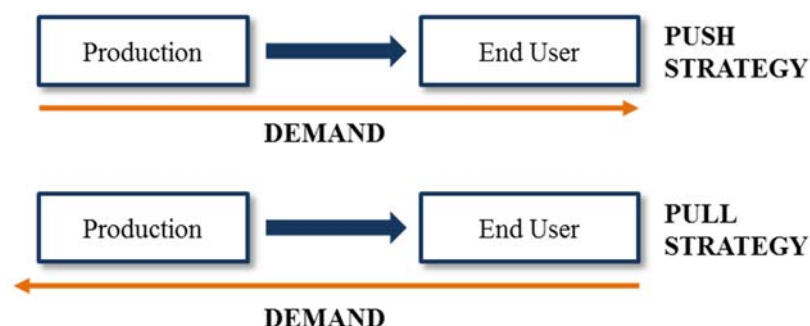 Production
End User
PUSH
STRATEGY
DEMAND
Production
End User
PULL
STRATEGY
DEMAND